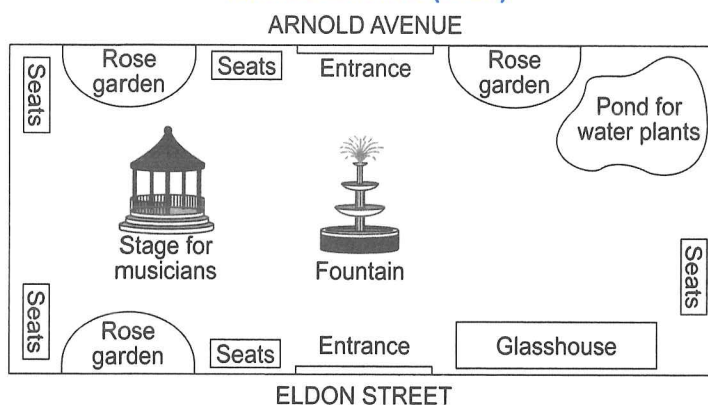 ARNOLD AVENUE
Seats
Rose
garden
Seats
Entrance
Rose
garden
Pond for
water plants
Stage for
musicians
Fountain
Seats
Seats
Rose
garden
Seats
Entrance
Glasshouse
ELDON STREET